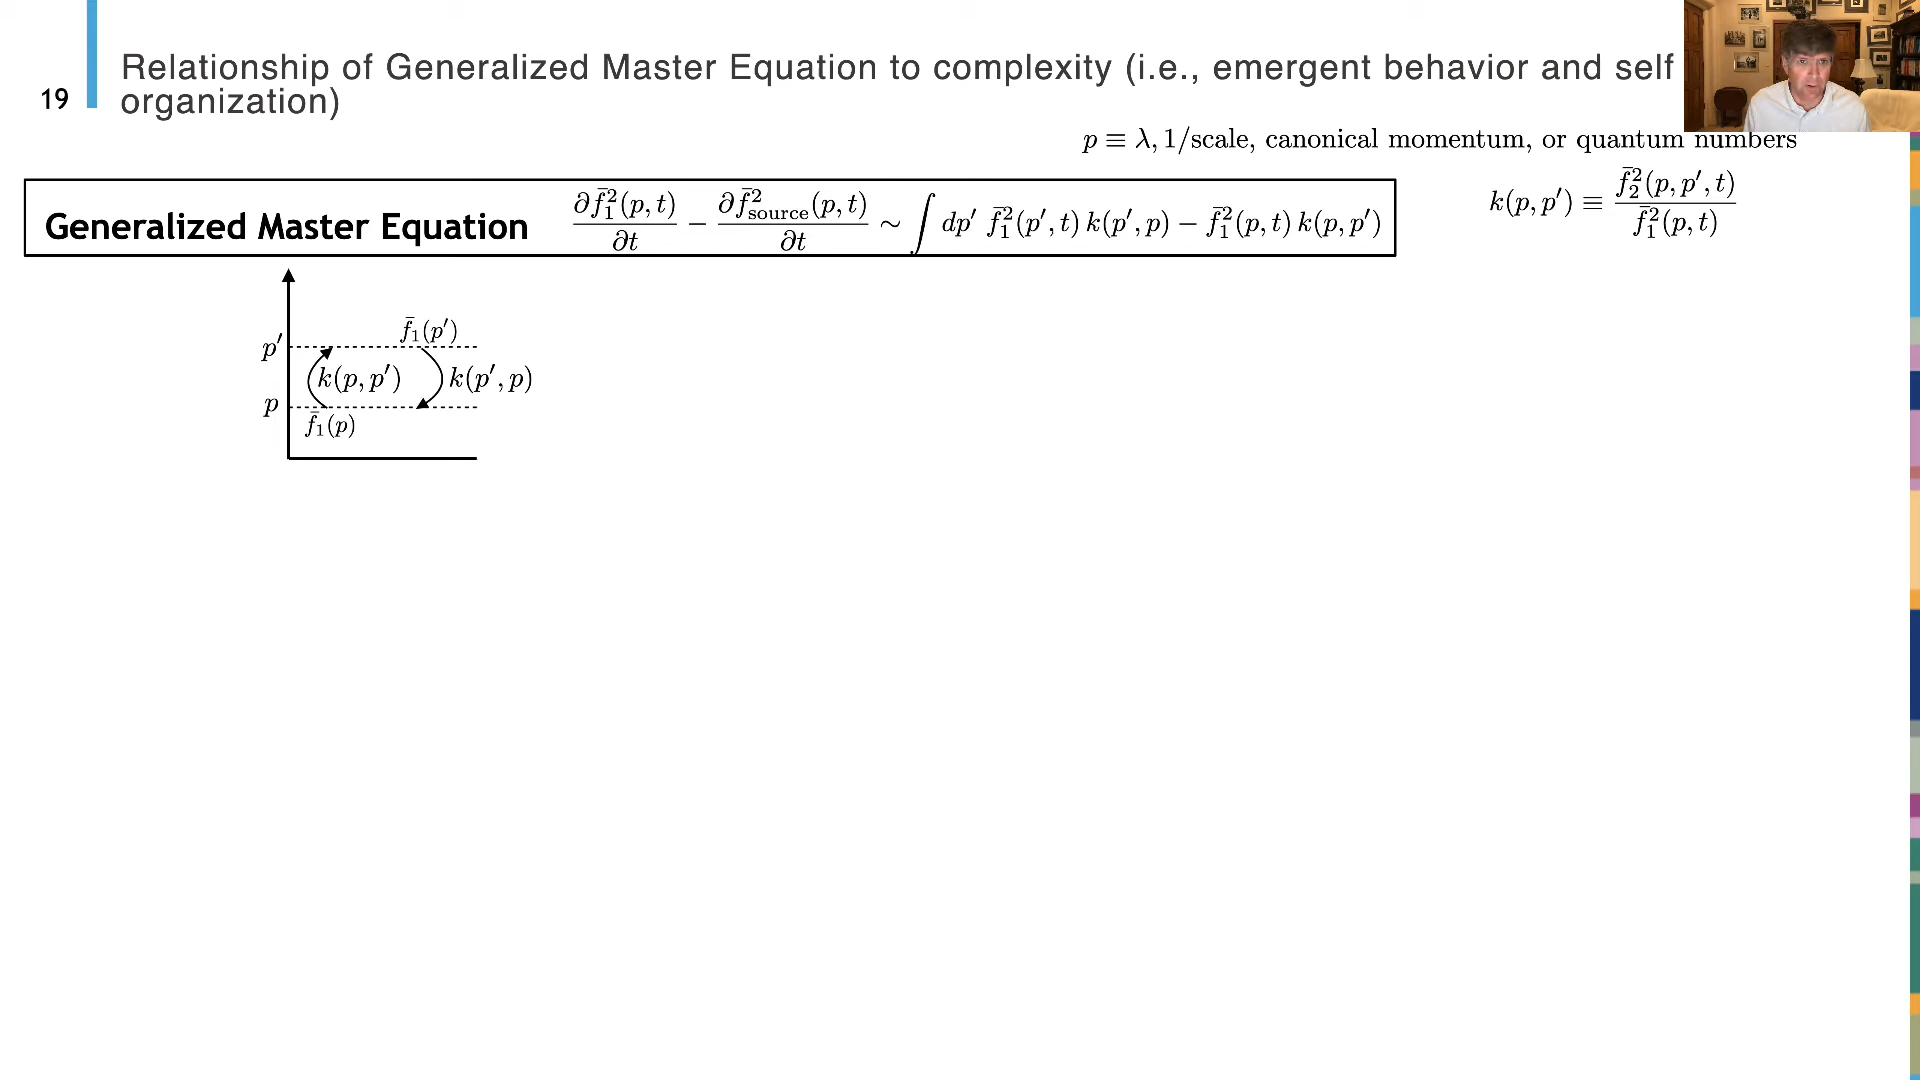 Relationship of Generalized Master Equation to complexity (i.e., emergent behavior and self
organization)
19
p ≡ λ, 1/scale, canonical momentum, or quantum numbers
Generalized Master Equation ∂f̄₁²(p, t)/∂t − ∂f̄²_source(p, t)/∂t ∼ ∫ dp′ f̄₁²(p′, t) k(p′, p) − f̄₁²(p, t) k(p, p′)
k(p, p′) ≡ f̄₂²(p, p′, t)/f̄₁²(p, t)
f̄₁(p′)
p′
k(p, p′) k(p′, p)
p
f̄₁(p)